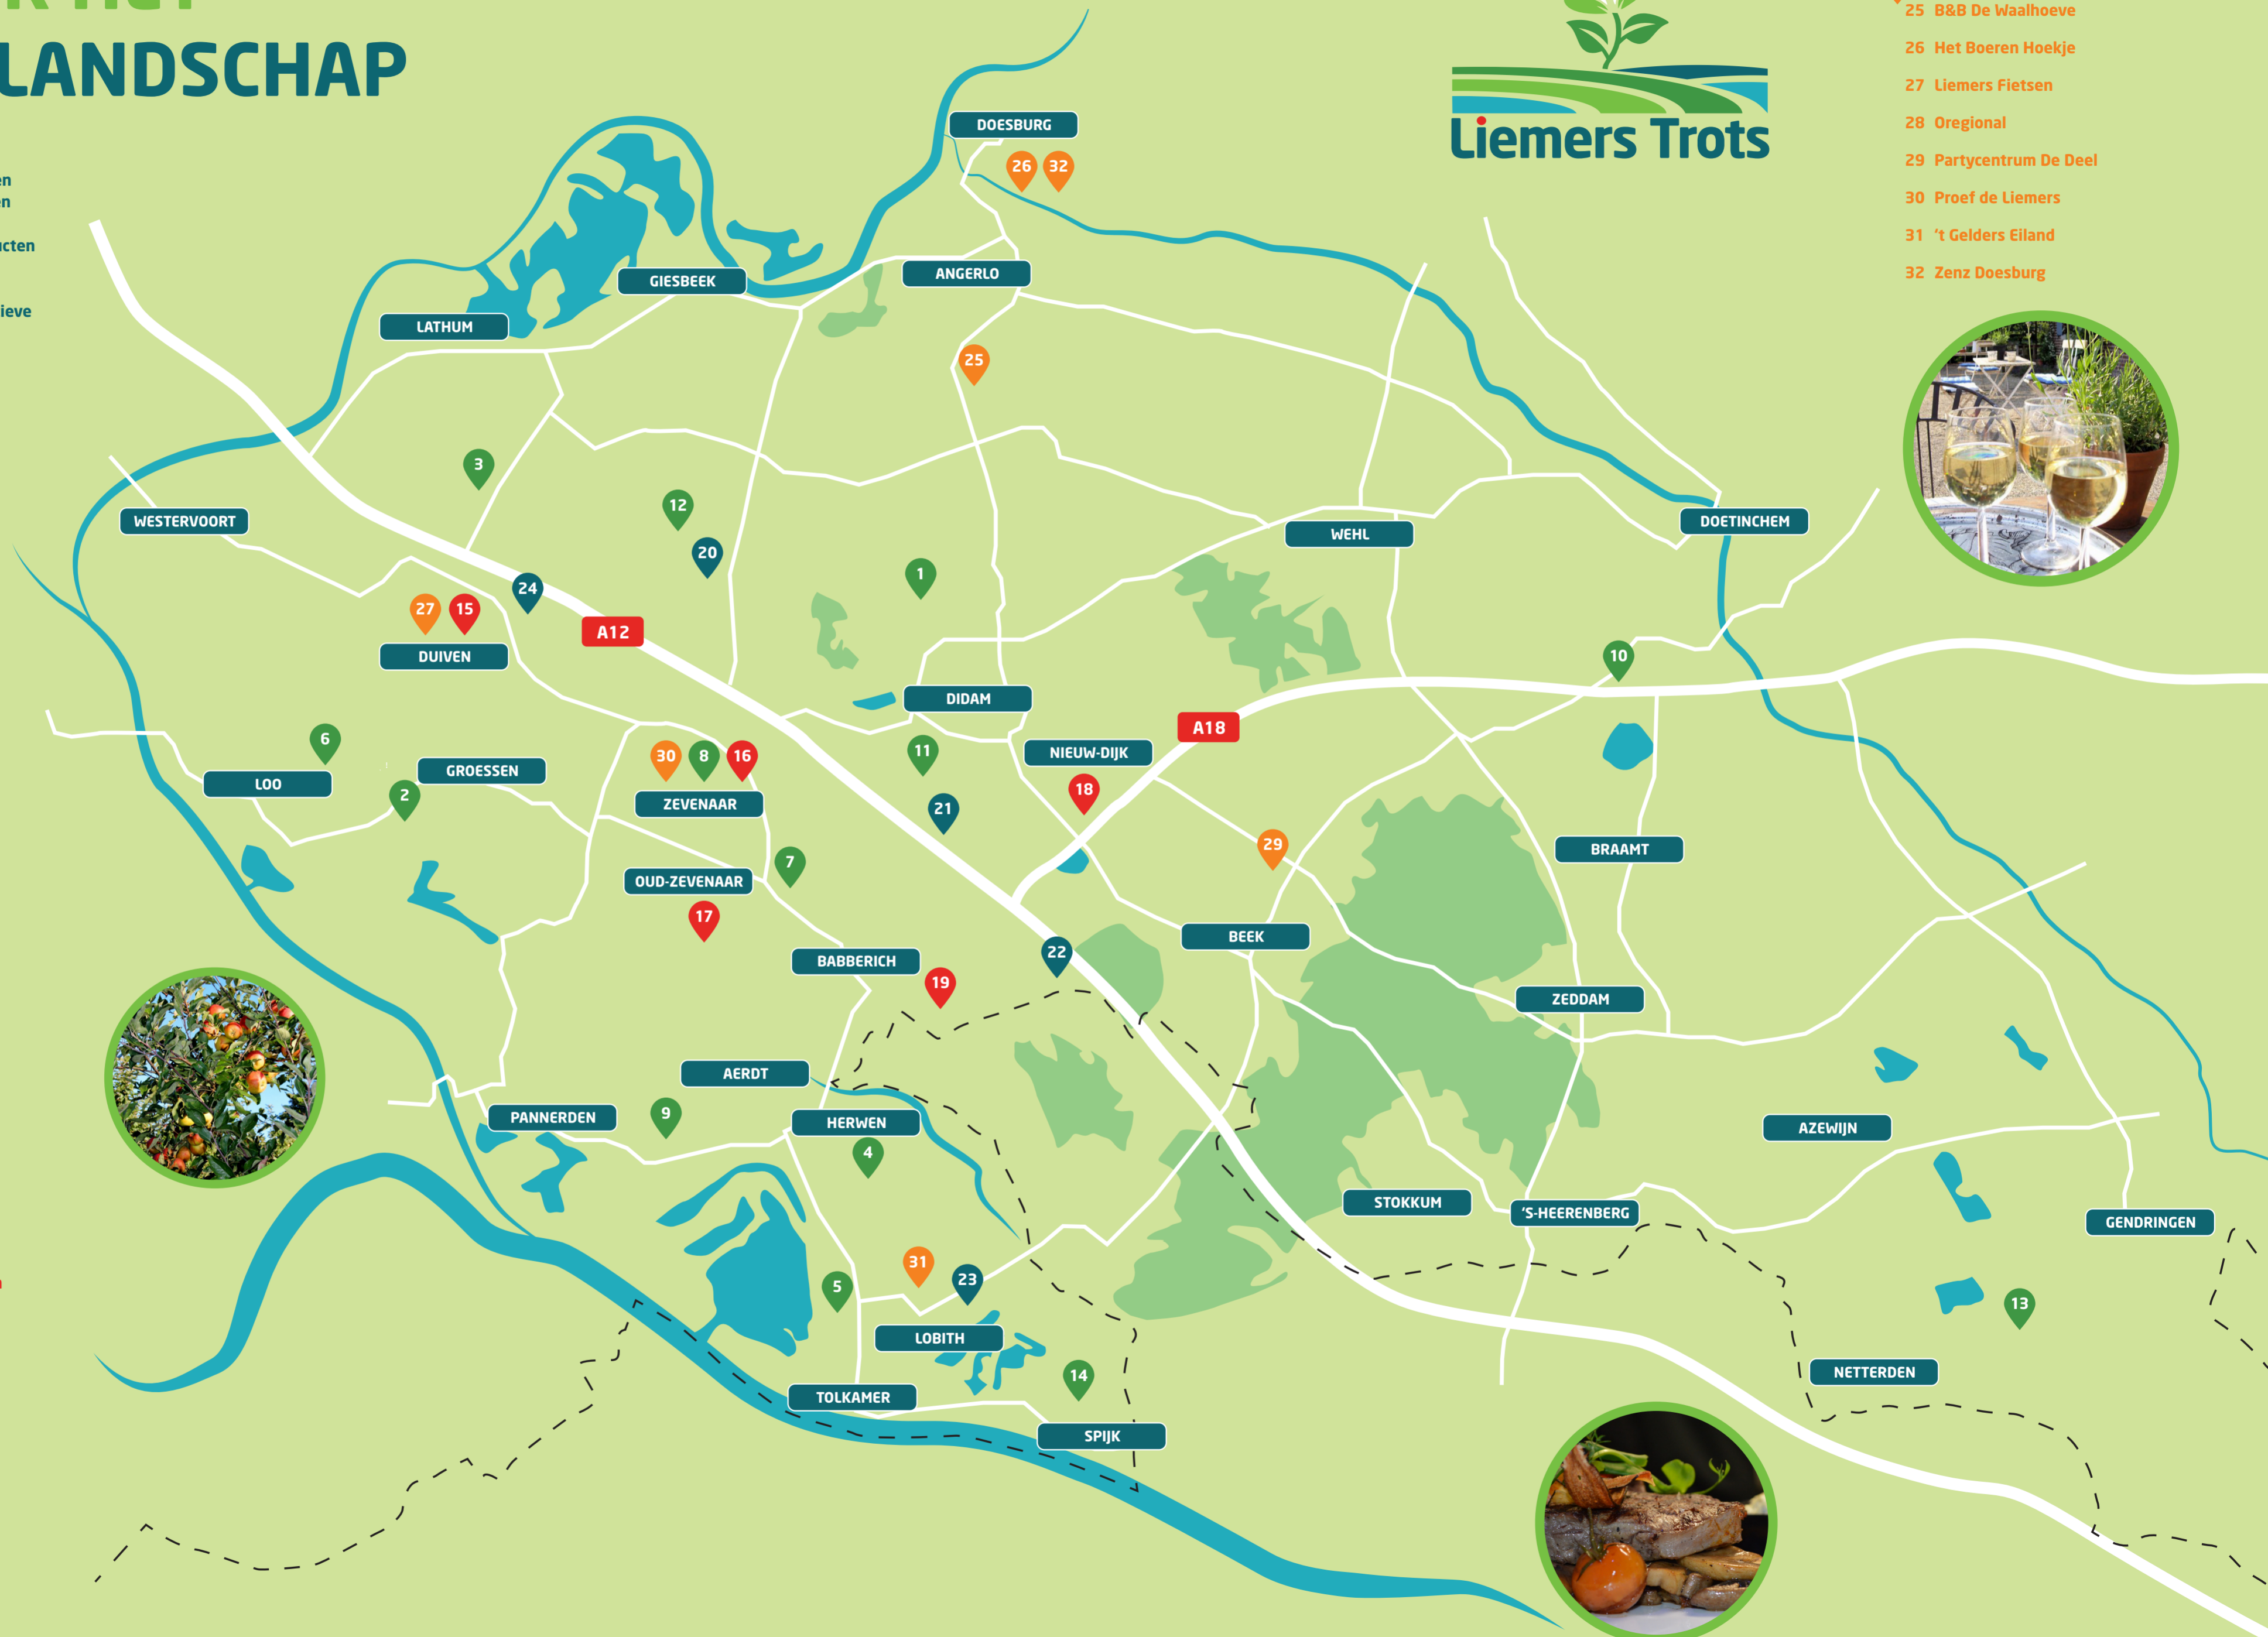 LANDSCHAP
Liemers Trots
25 B&B De Waalhoeve
26 Het Boeren Hoekje
27 Liemers Fietsen
28 Oregional
29 Partycentrum De Deel
30 Proef de Liemers
31 ‘t Gelders Eiland
32 Zenz Doesburg
DOESBURG
26 32
ANGERLO
GIESBEEK
LATHUM
25
3
12
WESTERVOORT
DOETINCHEM
WEHL
20
1
24
27 15
A12
DUIVEN
10
DIDAM
A18
6
11
NIEUW-DIJK
30 8 16
GROESSEN
LOO
18
2
ZEVENAAR
21
29
BRAAMT
7
OUD-ZEVENAAR
17
BEEK
22
BABBERICH
19
ZEDDAM
AERDT
9
PANNERDEN
HERWEN
AZEWIJN
4
STOKKUM
‘S-HEERENBERG
GENDRINGEN
31
23
5
13
LOBITH
14
NETTERDEN
TOLKAMER
SPIJK